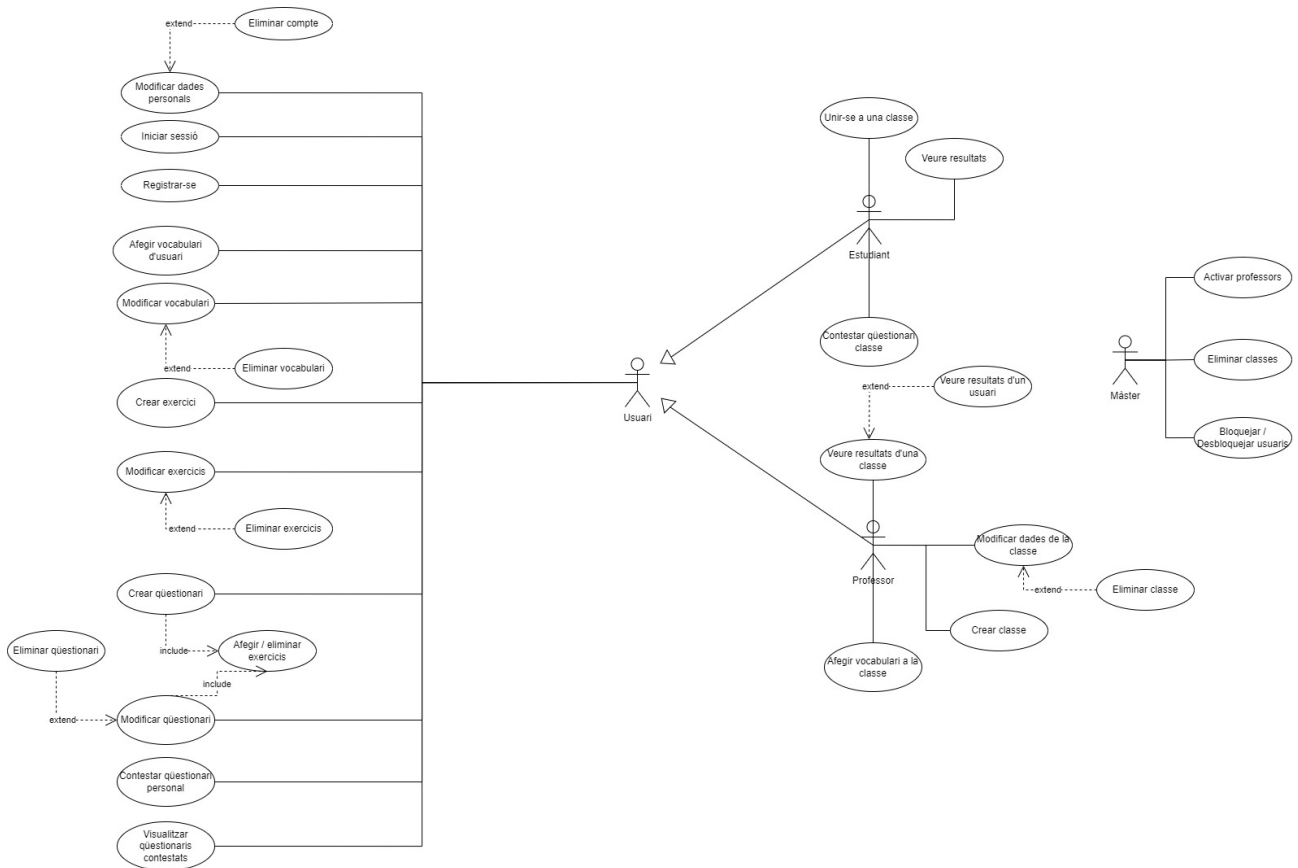 extend
Eliminar compte
Modificar dades
personals
Iniciar sessió
Registrar-se
Afegir vocabulari
d'usuari
Modificar vocabulari
extend
Eliminar vocabulari
Crear exercici
Modificar exercicis
extend
Eliminar exercicis
Crear qüestionari
Eliminar qüestionari
include
Afegir / eliminar
exercicis
include
extend
Modificar qüestionari
Contestar qüestionari
personal
Visualitzar
qüestionaris
contestats
Usuari
Unir-se a una classe
Veure resultats
Estudiant
Contestar qüestionari
classe
extend
Veure resultats d'un
usuari
Veure resultats d'una
classe
Professor
Modificar dades de la
classe
extend
Eliminar classe
Crear classe
Afegir vocabulari a la
classe
Màster
Activar professors
Eliminar classes
Bloquejar /
Desbloquejar usuaris